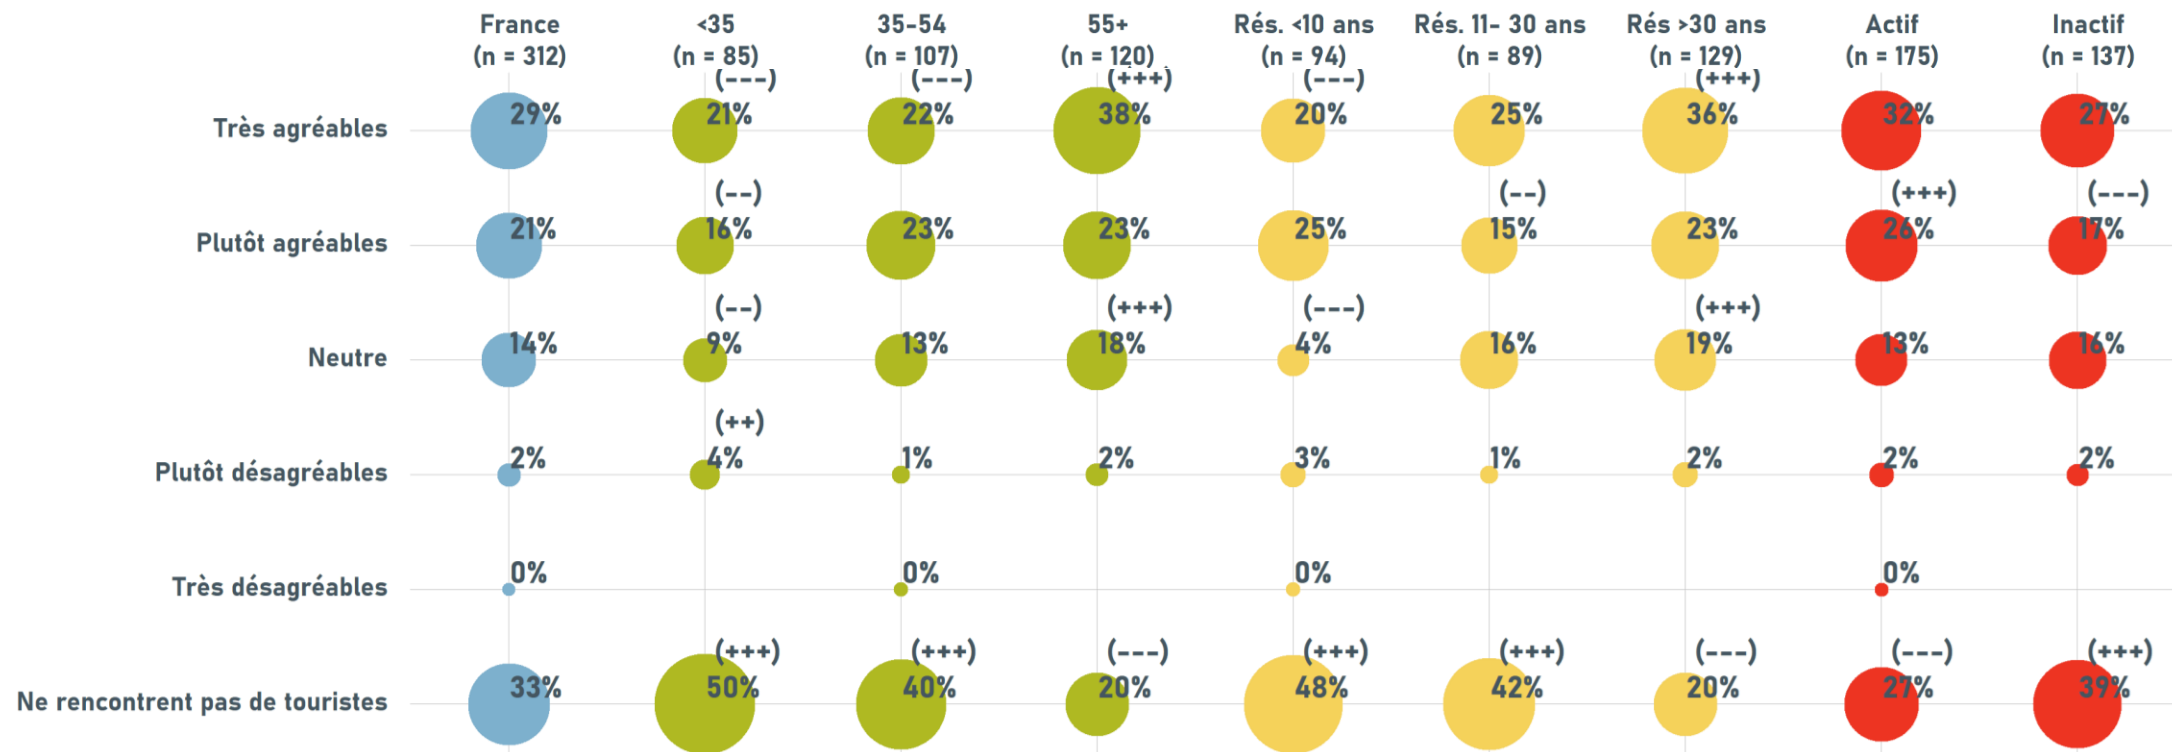 France <35 35-54 55+ Rés. <10 ans Rés. 11- 30 ans Rés >30 ans Actif Inactif
(n = 312) (n = 85) (n = 107) (n = 120) (n = 94) (n = 89) (n = 129) (n = 175) (n = 137)
(---) (---) (+++) (---) (+++)
Très agréables 29% 21% 22% 38% 20% 25% 36% 32% 27%
(--) (--) (+++) (---)
Plutôt agréables 21% 16% 23% 23% 25% 15% 23% 26% 17%
(--) (+++) (---) (+++)
Neutre 14% 9% 13% 18% 4% 16% 19% 13% 16%
(++)
Plutôt désagréables 2% 4% 1% 2% 3% 1% 2% 2% 2%
Très désagréables 0% 0% 0% 0%
(+++) (+++) (---) (+++) (+++) (---) (---) (+++)
Ne rencontrent pas de touristes 33% 50% 40% 20% 48% 42% 20% 27% 39%